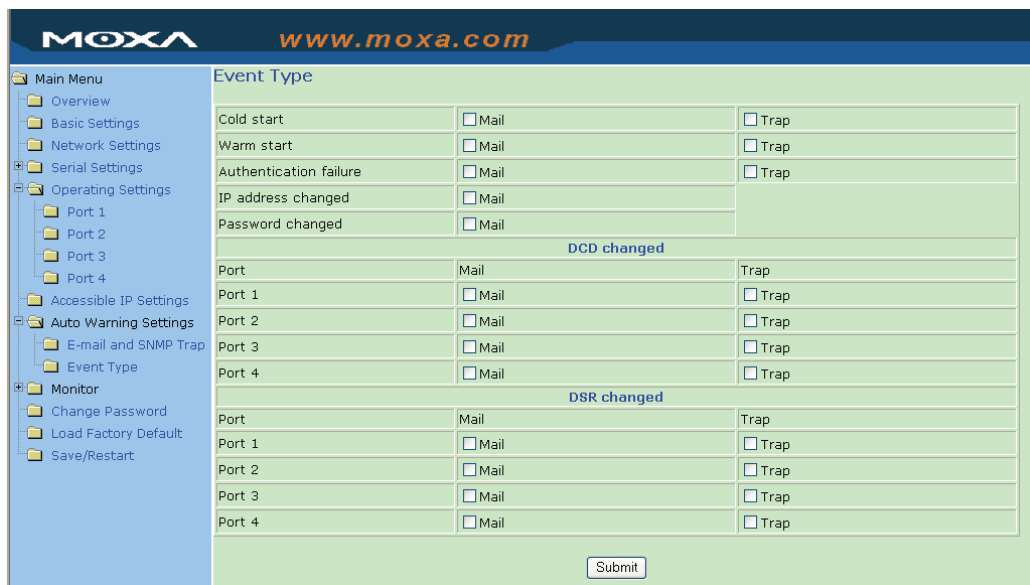 MOXA www.moxa.com
Main Menu
Overview
Basic Settings
Network Settings
Serial Settings
Operating Settings
Port 1
Port 2
Port 3
Port 4
Accessible IP Settings
Auto Warning Settings
E-mail and SNMP Trap
Event Type
Monitor
Change Password
Load Factory Default
Save/Restart
Event Type
Cold start Mail Trap
Warm start Mail Trap
Authentication failure Mail Trap
IP address changed Mail
Password changed Mail
DCD changed
Port Mail Trap
Port 1 Mail Trap
Port 2 Mail Trap
Port 3 Mail Trap
Port 4 Mail Trap
DSR changed
Port Mail Trap
Port 1 Mail Trap
Port 2 Mail Trap
Port 3 Mail Trap
Port 4 Mail Trap
Submit